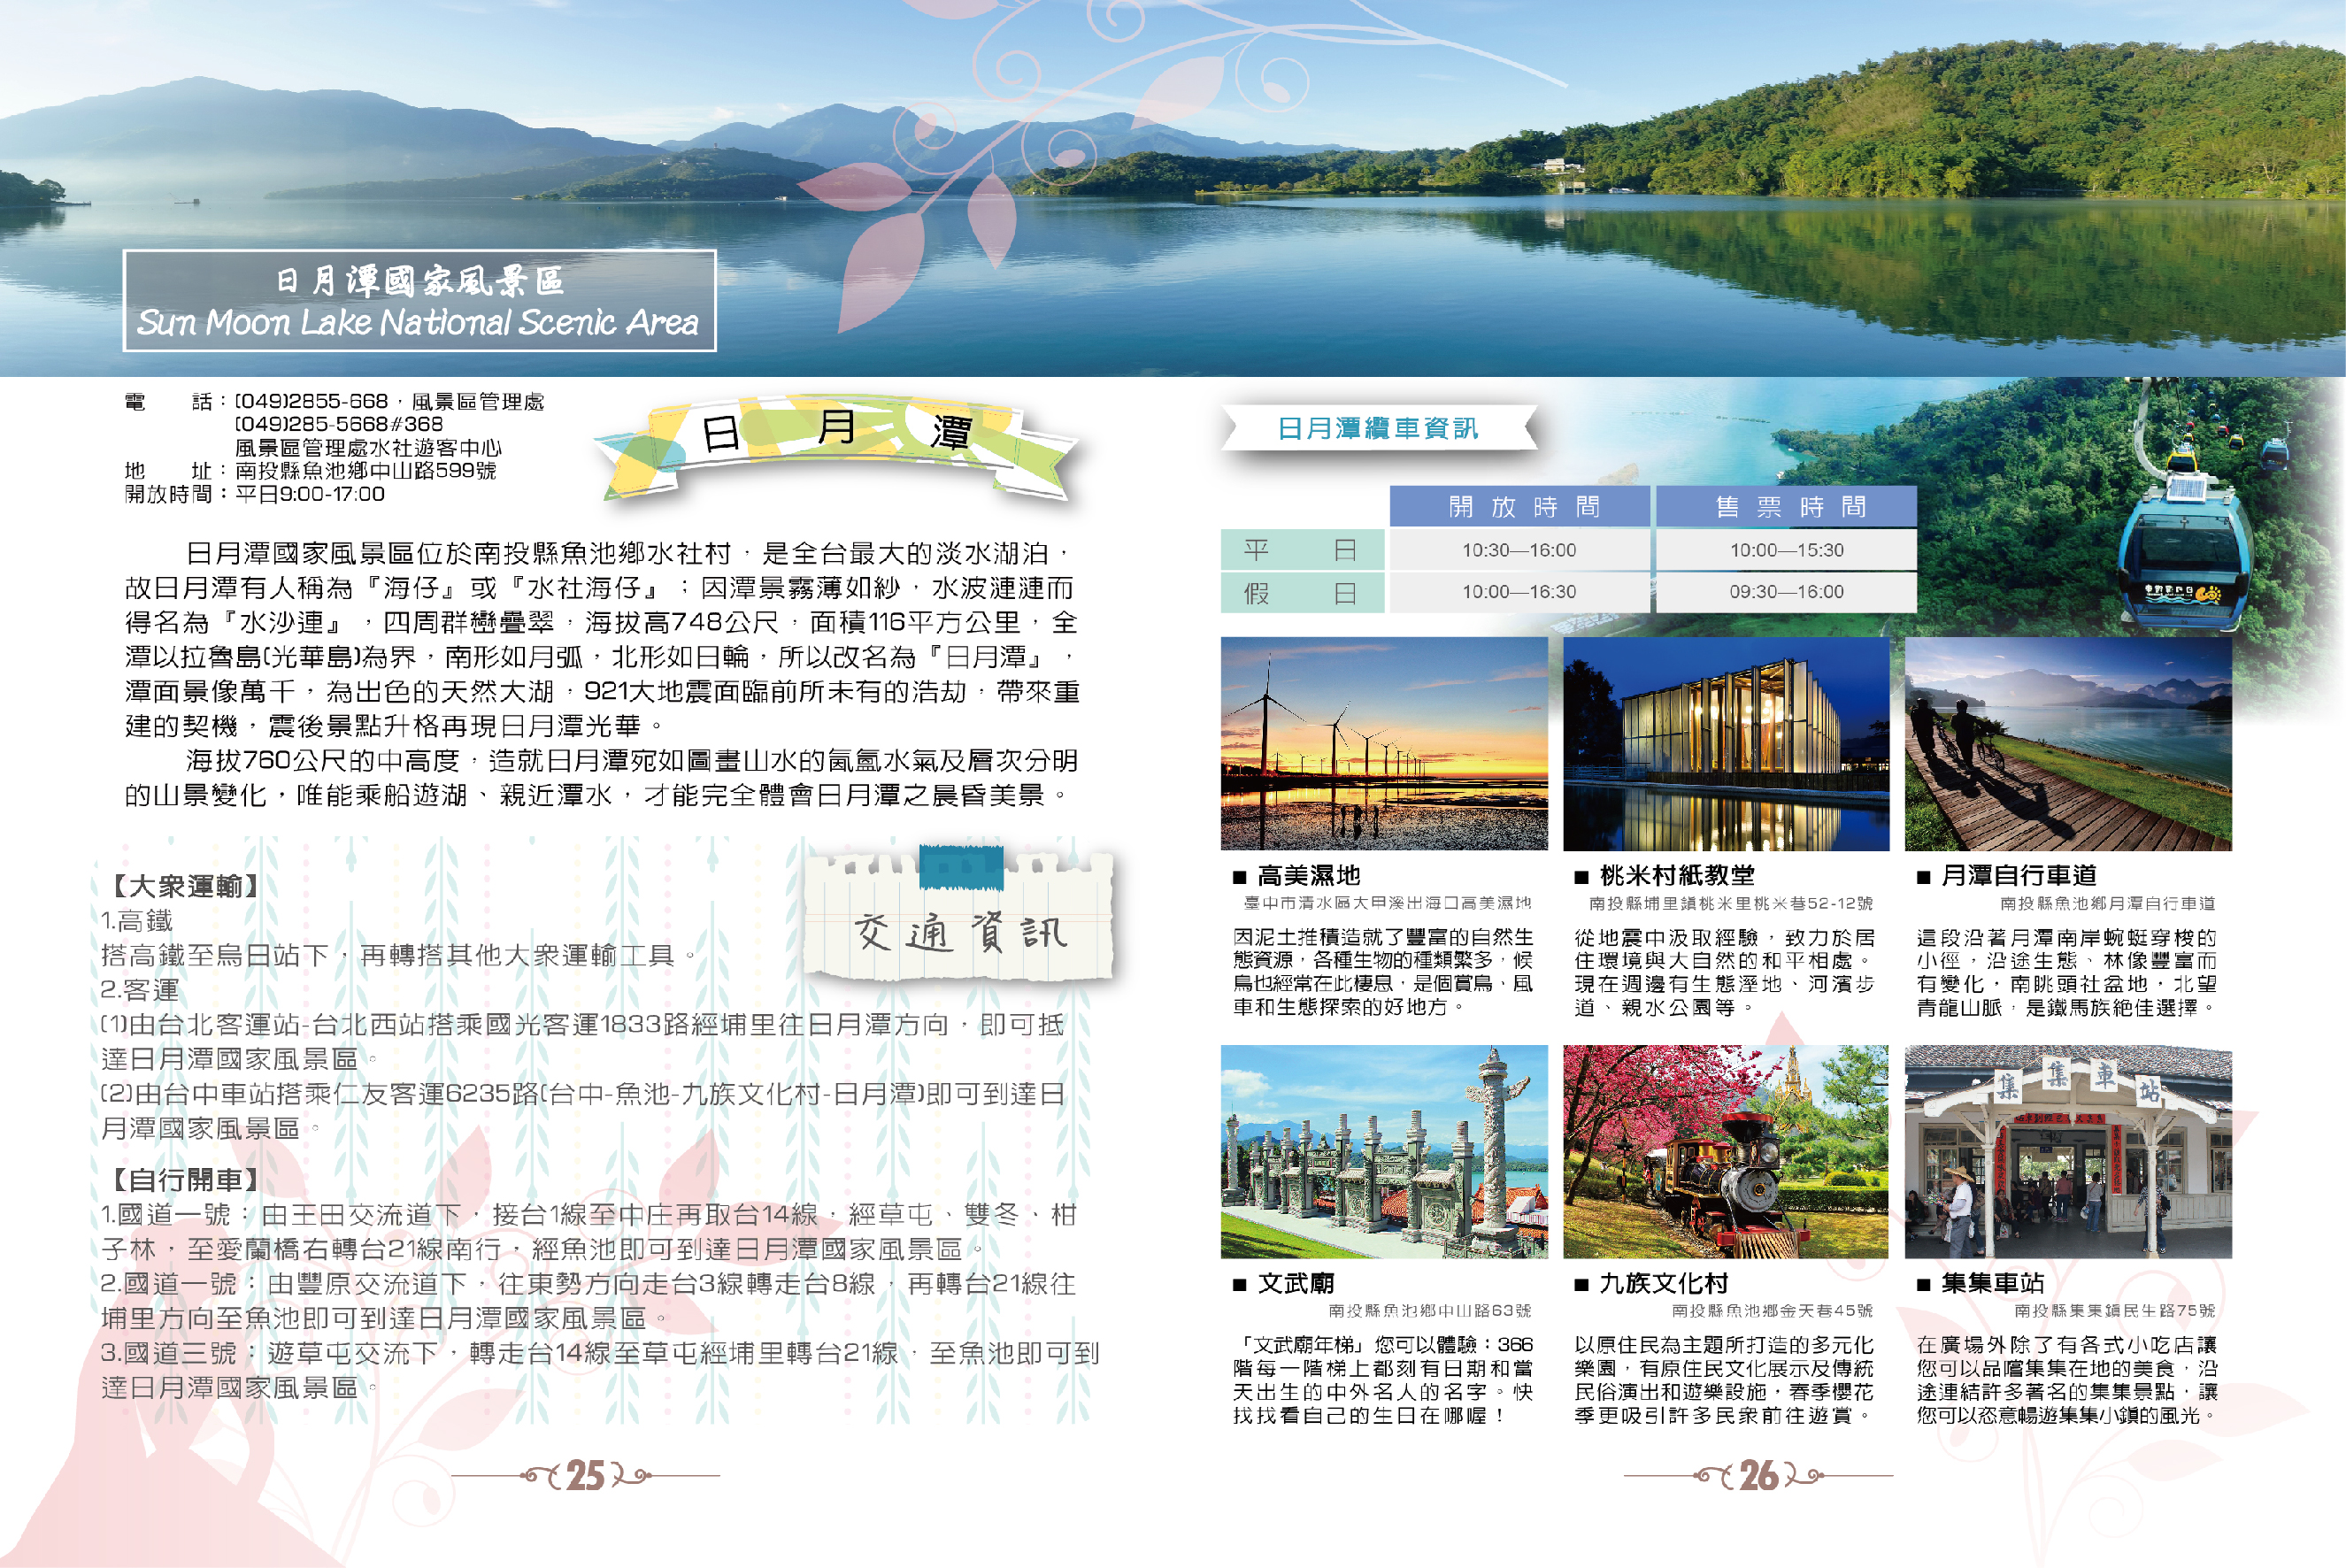 日月潭國家風景區
Sun Moon Lake National Scenic Area
電　　話：(049)2855-668，風景區管理處
(049)285-5668#368
風景區管理處水社遊客中心
地　　址：南投縣魚池鄉中山路599號
開放時間：平日9:00-17:00
日 月 潭
日月潭國家風景區位於南投縣魚池鄉水社村，是全台最大的淡水湖泊，
故日月潭有人稱為『海仔』或『水社海仔』；因潭景霧薄如紗，水波漣漣而
得名為『水沙連』，四周群巒疊翠，海拔高748公尺，面積116平方公里，全
潭以拉魯島(光華島)為界，南形如月弧，北形如日輪，所以改名為『日月潭』，
潭面景像萬千，為出色的天然大湖，921大地震面臨前所未有的浩劫，帶來重
建的契機，震後景點升格再現日月潭光華。
海拔760公尺的中高度，造就日月潭宛如圖畫山水的氤氳水氣及層次分明
的山景變化，唯能乘船遊湖、親近潭水，才能完全體會日月潭之晨昏美景。
交通資訊
【大眾運輸】
1.高鐵
搭高鐵至烏日站下，再轉搭其他大眾運輸工具。
2.客運
(1)由台北客運站-台北西站搭乘國光客運1833路經埔里往日月潭方向，即可抵
達日月潭國家風景區。
(2)由台中車站搭乘仁友客運6235路(台中-魚池-九族文化村-日月潭)即可到達日
月潭國家風景區。
【自行開車】
1.國道一號：由王田交流道下，接台1線至中庄再取台14線，經草屯、雙冬、柑
子林，至愛蘭橋右轉台21線南行，經魚池即可到達日月潭國家風景區。
2.國道一號：由豐原交流道下，往東勢方向走台3線轉走台8線，再轉台21線往
埔里方向至魚池即可到達日月潭國家風景區。
3.國道三號：遊草屯交流下，轉走台14線至草屯經埔里轉台21線，至魚池即可到
達日月潭國家風景區。
25
日月潭纜車資訊
開放時間　售票時間
平　日　10:30—16:00　10:00—15:30
假　日　10:00—16:30　09:30—16:00
■ 高美濕地
臺中市清水區大甲溪出海口高美濕地
因泥土推積造就了豐富的自然生
態資源，各種生物的種類繁多，候
鳥也經常在此棲息，是個賞鳥、風
車和生態探索的好地方。
■ 桃米村紙教堂
南投縣埔里鎮桃米里桃米巷52-12號
從地震中汲取經驗，致力於居
住環境與大自然的和平相處。
現在週邊有生態溼地、河濱步
道、親水公園等。
■ 月潭自行車道
南投縣魚池鄉月潭自行車道
這段沿著月潭南岸蜿蜒穿梭的
小徑，沿途生態、林像豐富而
有變化，南眺頭社盆地，北望
青龍山脈，是鐵馬族絕佳選擇。
集集車站
■ 文武廟
南投縣魚池鄉中山路63號
「文武廟年梯」您可以體驗：366
階每一階梯上都刻有日期和當
天出生的中外名人的名字。快
找找看自己的生日在哪喔！
■ 九族文化村
南投縣魚池鄉金天巷45號
以原住民為主題所打造的多元化
樂園，有原住民文化展示及傳統
民俗演出和遊樂設施，春季櫻花
季更吸引許多民眾前往遊賞。
■ 集集車站
南投縣集集鎮民生路75號
在廣場外除了有各式小吃店讓
您可以品嚐集集在地的美食，沿
途連結許多著名的集集景點，讓
您可以恣意暢遊集集小鎮的風光。
26